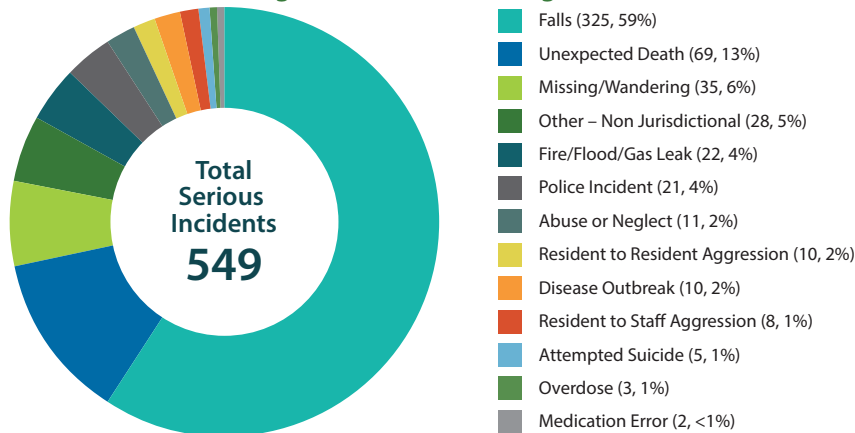 Total
Serious
Incidents
549
Falls (325, 59%)
Unexpected Death (69, 13%)
Missing/Wandering (35, 6%)
Other – Non Jurisdictional (28, 5%)
Fire/Flood/Gas Leak (22, 4%)
Police Incident (21, 4%)
Abuse or Neglect (11, 2%)
Resident to Resident Aggression (10, 2%)
Disease Outbreak (10, 2%)
Resident to Staff Aggression (8, 1%)
Attempted Suicide (5, 1%)
Overdose (3, 1%)
Medication Error (2, <1%)